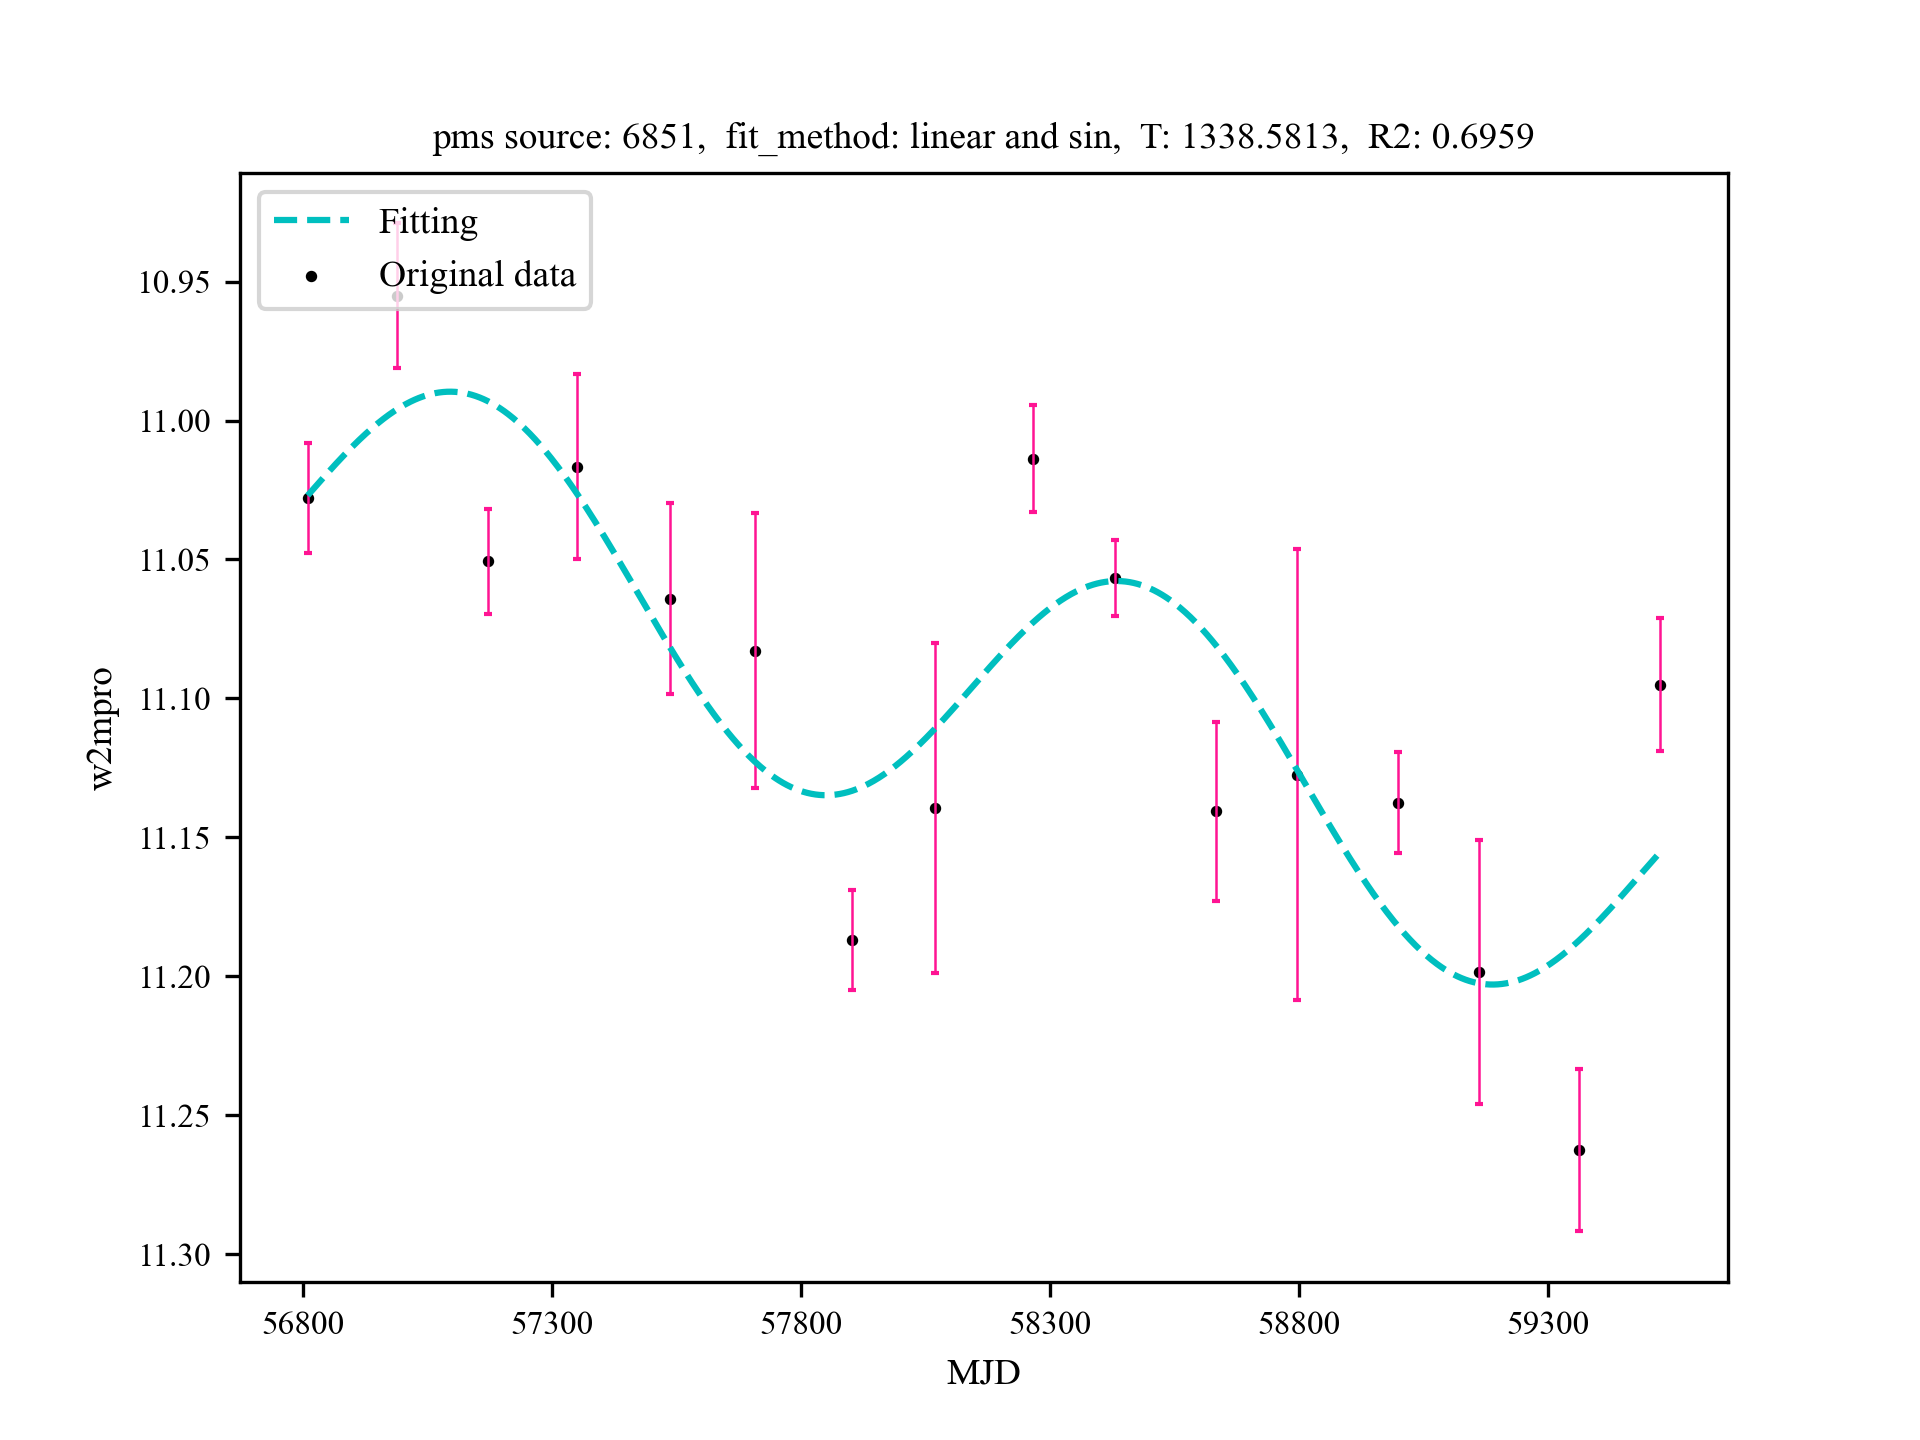 pms source: 6851, fit_method: linear and sin, T: 1338.5813, R2: 0.6959
Fitting
Original data
10.95
11.00
11.05
11.10
11.15
11.20
11.25
11.30
w2mpro
56800 57300 57800 58300 58800 59300
MJD